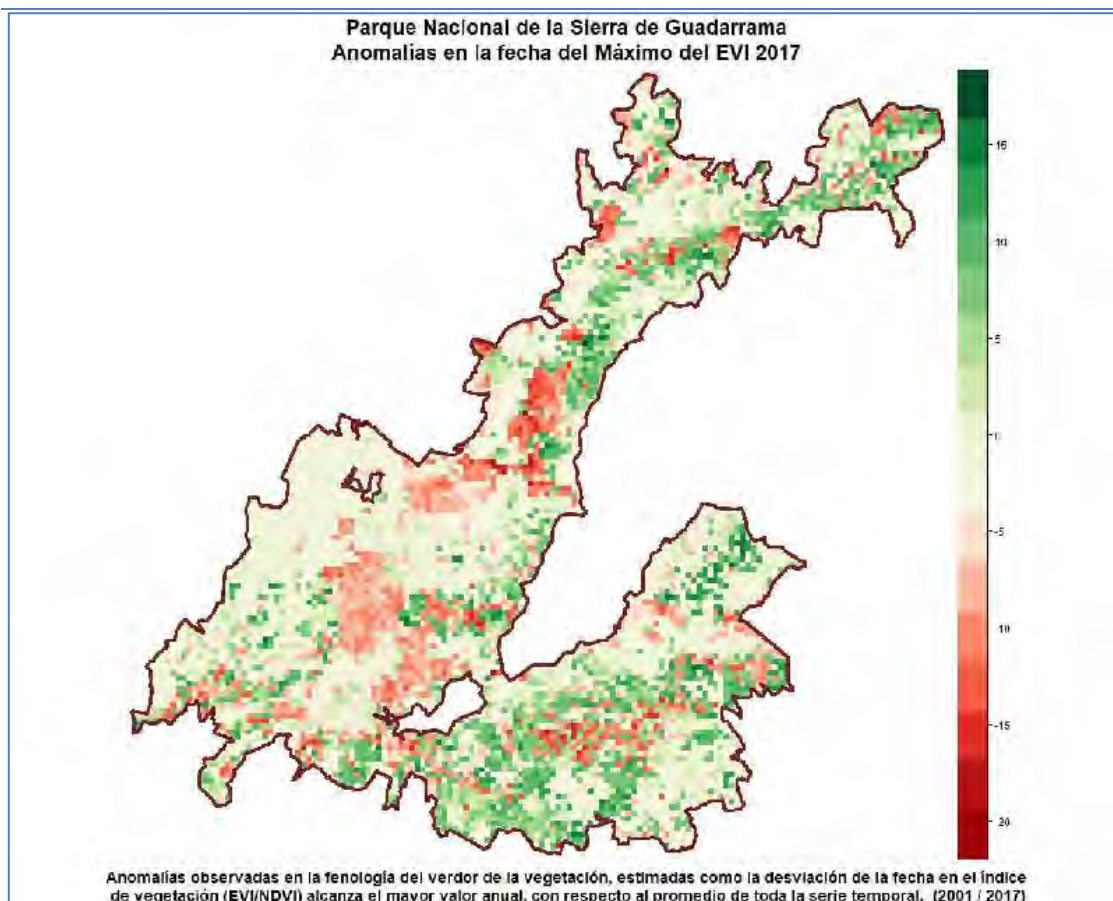 Parque Nacional de la Sierra de Guadarrama
Anomalías en la fecha del Máximo del EVI 2017
15
10
5
0
-5
-10
-15
-20
Anomalías observadas en la fenología del verdor de la vegetación, estimadas como la desviación de la fecha en el índice
de vegetación (EVI/NDVI) alcanza el mayor valor anual, con respecto al promedio de toda la serie temporal. (2001 / 2017)